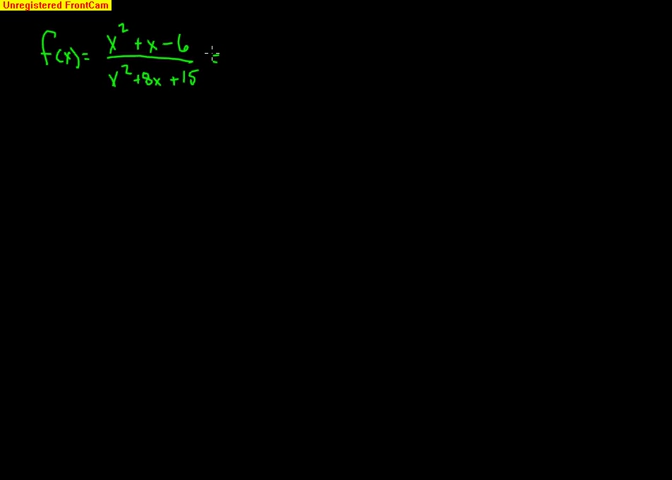 Unregistered FrontCam
f(x) = x² + x - 6 / x² + 8x + 15 =